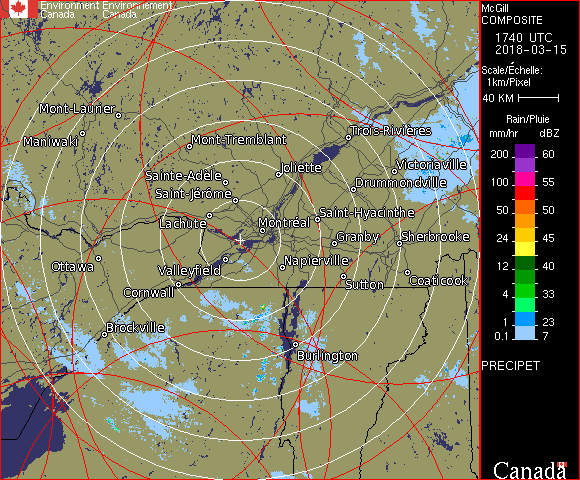 Environment Environnement
Canada Canada
Mont-Laurier
Maniwaki
Mont-Tremblant
Trois-Rivières
Joliette
Victoriaville
Sainte-Adèle
Drummondville
Saint-Jérôme
Lachute
Saint-Hyacinthe
Montréal
Granby
Sherbrooke
Ottawa
Valleyfield
Napierville
Cornwall
Sutton
Coaticook
Brockville
Burlington
McGill
COMPOSITE
1740 UTC
2018-03-15
Scale/Échelle:
1km/Pixel
40 KM
Rain/Pluie
mm/hr dBZ
200 60
150 57
100 55
50 50
24 45
12 40
4 33
1 23
0.1 7
PRECIPET
Canada